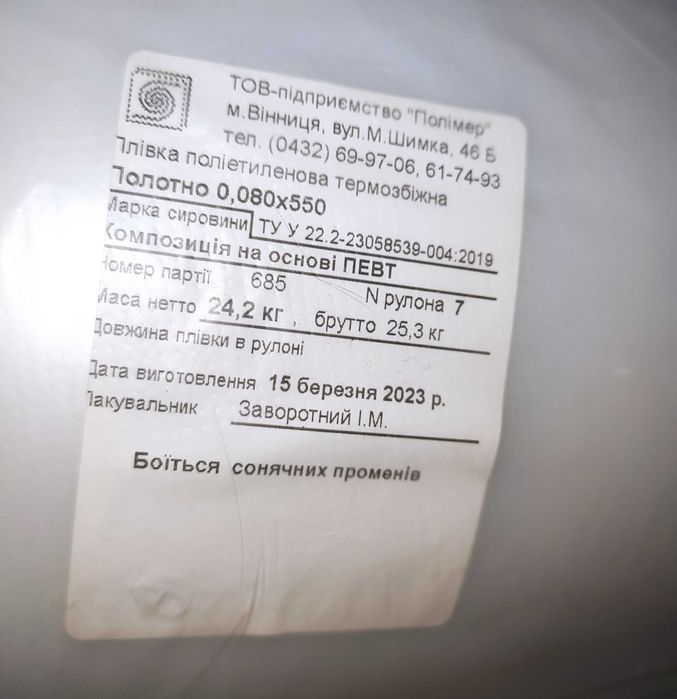 ТОВ-підприємство "Полімер"
м.Вінниця, вул.М.Шимка, 46 Б
тел. (0432) 69-97-06, 61-74-93
Плівка поліетиленова термозбіжна
Полотно 0,080х550
Марка сировини ТУ У 22.2-23058539-004:2019
Композиція на основі ПЕВТ
Номер партії 685 N рулона 7
Маса нетто 24,2 кг , брутто 25,3 кг
Довжина плівки в рулоні
Дата виготовлення 15 березня 2023 р.
Пакувальник Заворотний І.М.
Боїться сонячних променів